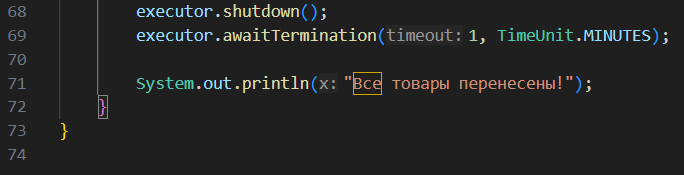 68 executor.shutdown();
69 executor.awaitTermination(timeout: 1, TimeUnit.MINUTES);
70
71 System.out.println(x: "Все товары перенесены!");
72 }
73 }
74